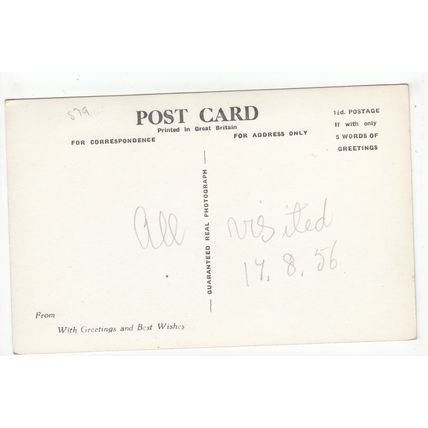 579
POST CARD
Printed in Great Britain
FOR CORRESPONDENCE
FOR ADDRESS ONLY
1½d. POSTAGE
If with only
5 WORDS OF
GREETINGS
GUARANTEED REAL PHOTOGRAPH
All visited
17.8.56
From
With Greetings and Best Wishes